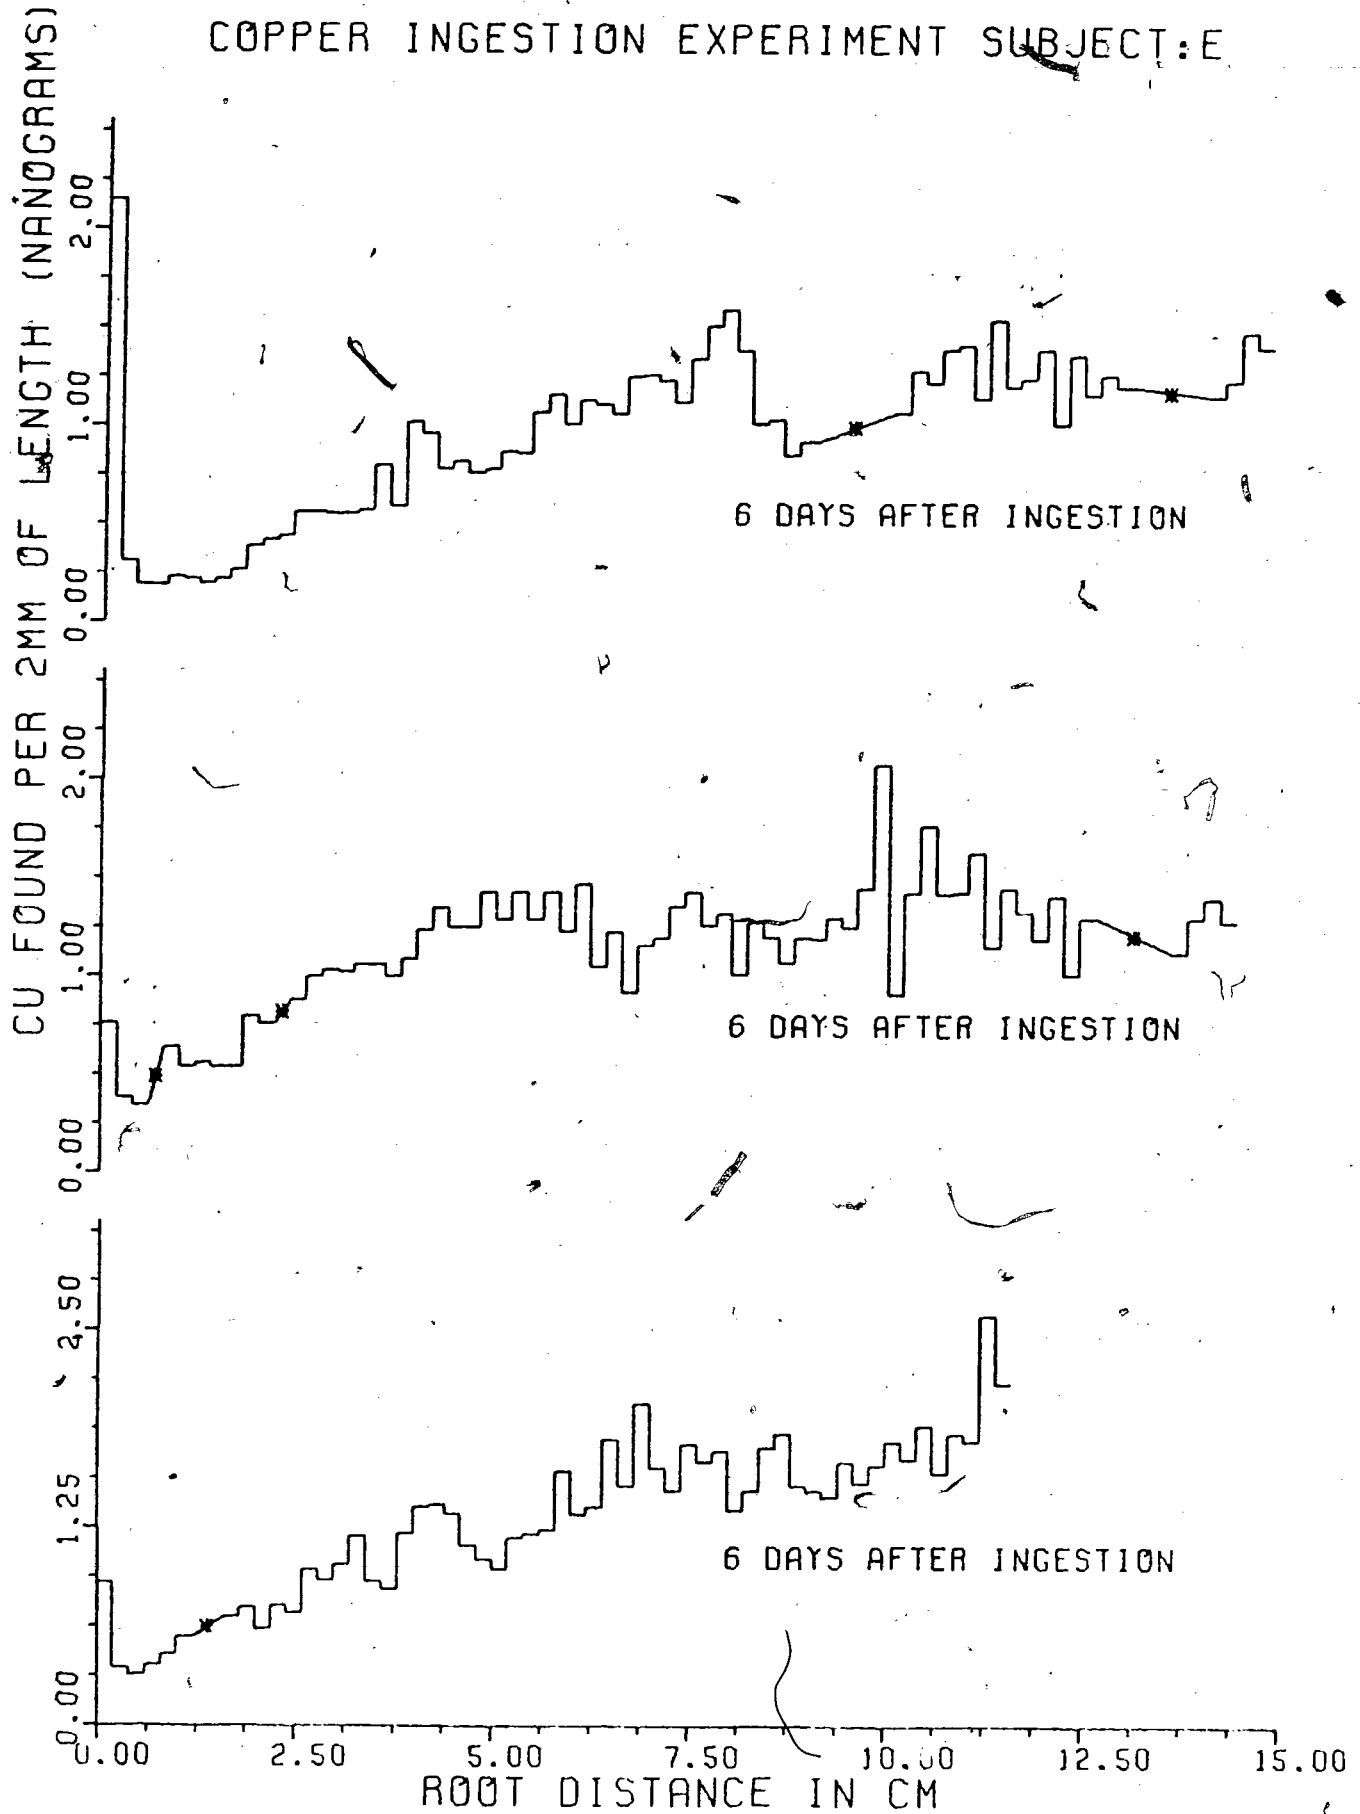 COPPER INGESTION EXPERIMENT SUBJECT:E
CU FOUND PER 2MM OF LENGTH (NANOGRAMS)
2.00
1.00
0.00
6 DAYS AFTER INGESTION
2.00
1.00
0.00
6 DAYS AFTER INGESTION
2.50
1.25
0.00
6 DAYS AFTER INGESTION
0.00 2.50 5.00 7.50 10.00 12.50 15.00
ROOT DISTANCE IN CM